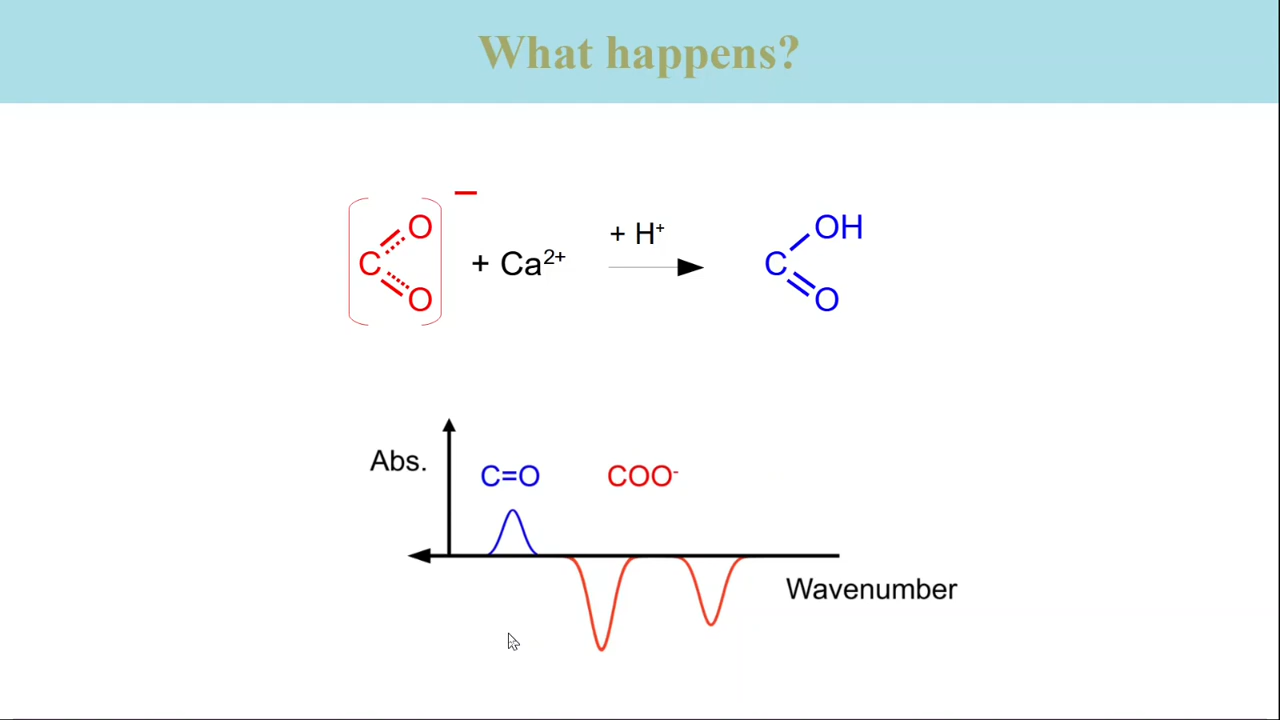 What happens?
O
C
O
–
+ Ca²⁺
+ H⁺
OH
C
O
Abs.
C=O
COO⁻
Wavenumber